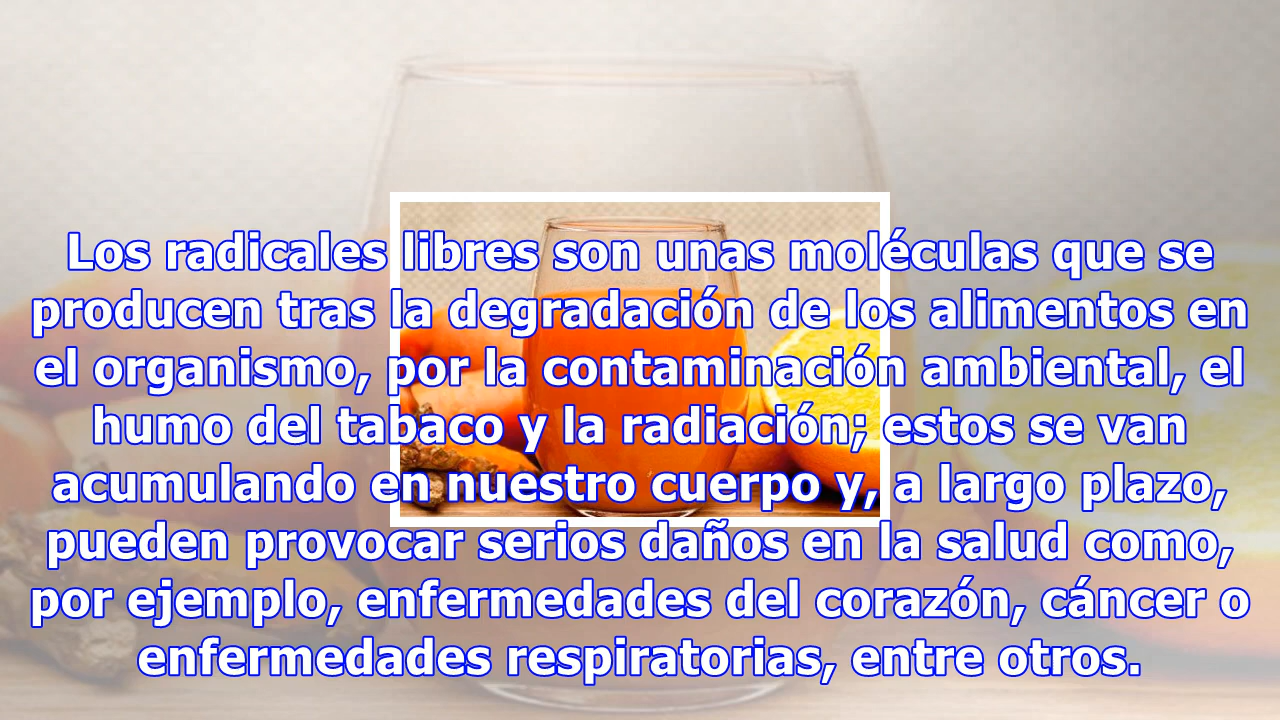 Los radicales libres son unas moléculas que se
producen tras la degradación de los alimentos en
el organismo, por la contaminación ambiental, el
humo del tabaco y la radiación; estos se van
acumulando en nuestro cuerpo y, a largo plazo,
pueden provocar serios daños en la salud como,
por ejemplo, enfermedades del corazón, cáncer o
enfermedades respiratorias, entre otros.